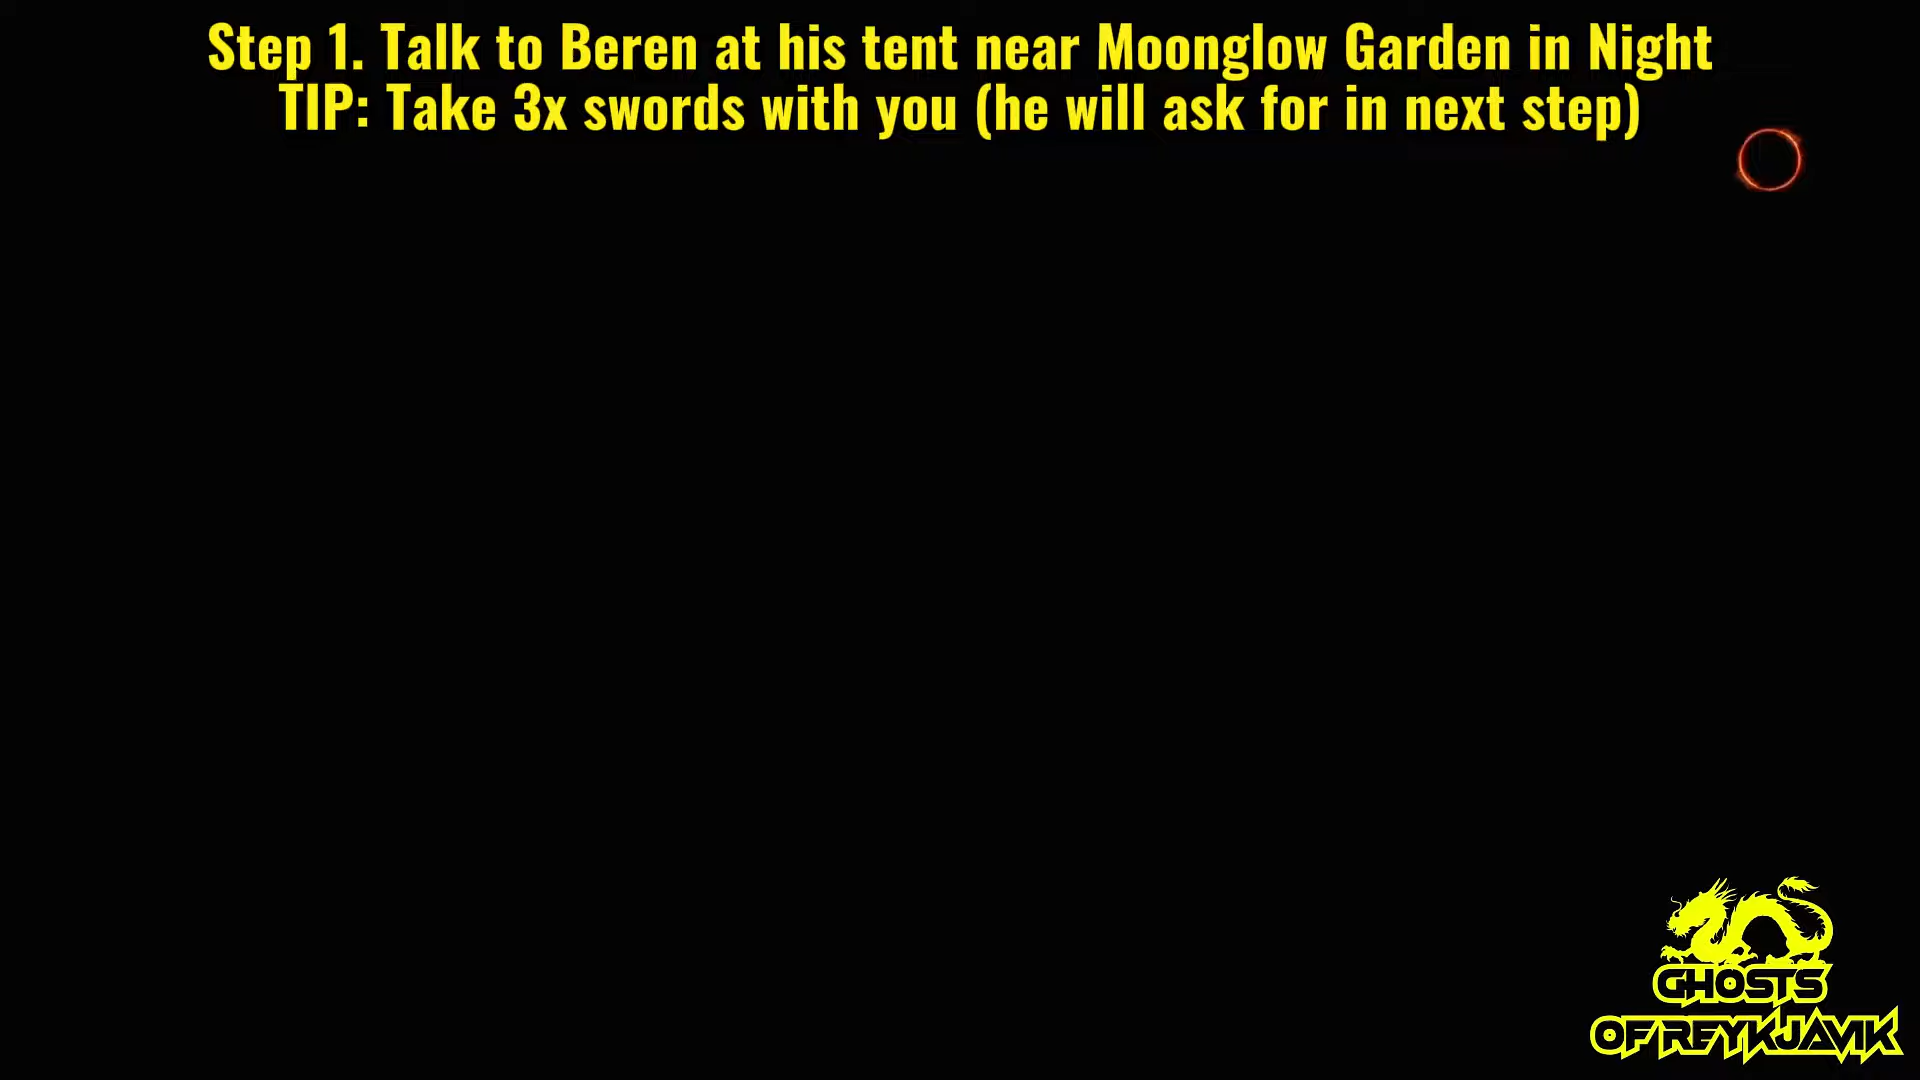 Step 1. Talk to Beren at his tent near Moonglow Garden in Night
TIP: Take 3x swords with you (he will ask for in next step)
GHOSTS
OF REYKJAVIK